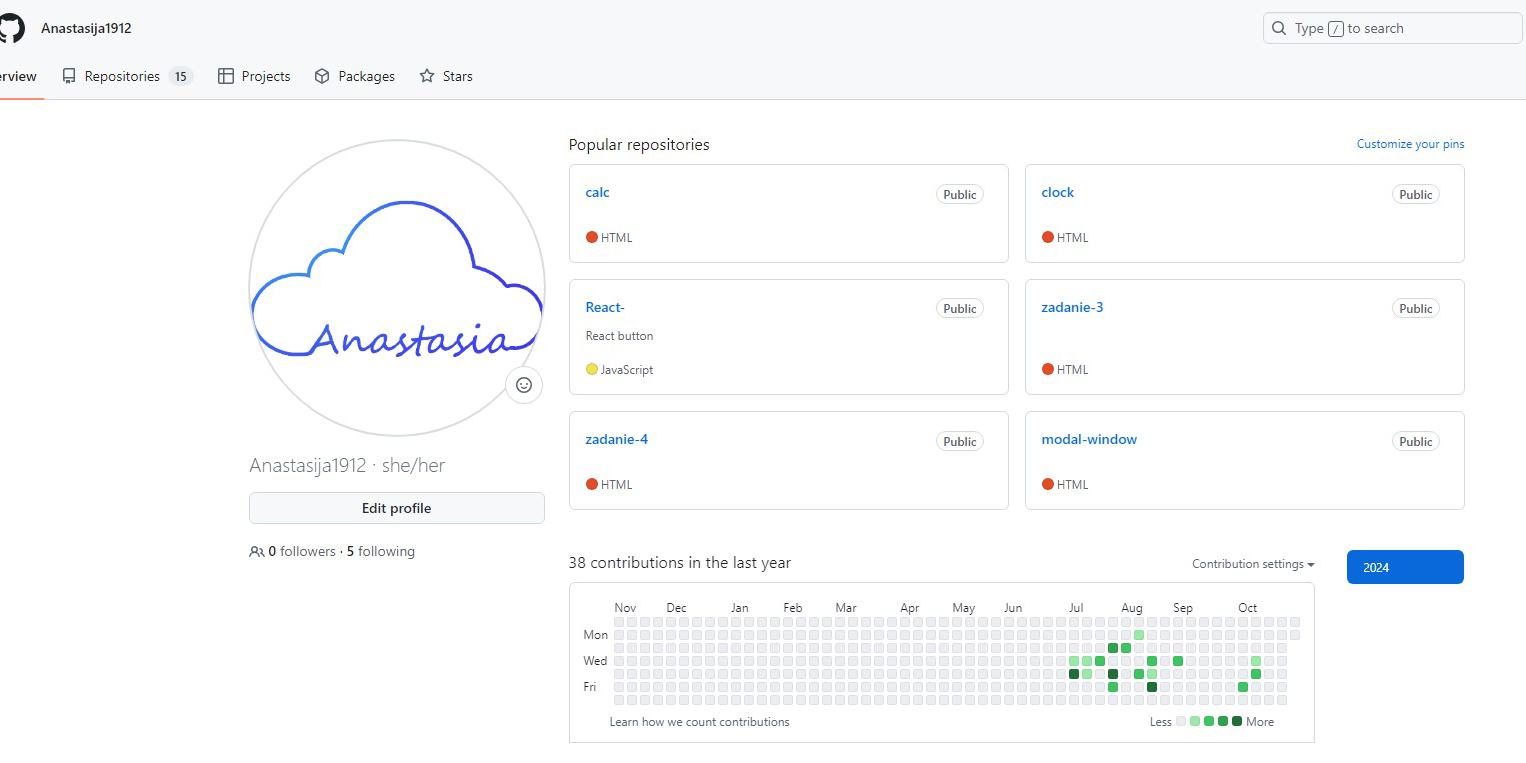 Anastasija1912
Type / to search
erview Repositories 15 Projects Packages Stars
Popular repositories
Customize your pins
calc Public
HTML
clock Public
HTML
React- Public
React button
JavaScript
zadanie-3 Public
HTML
zadanie-4 Public
HTML
modal-window Public
HTML
Anastasia
Anastasija1912 · she/her
Edit profile
0 followers · 5 following
38 contributions in the last year
Contribution settings
2024
Nov Dec Jan Feb Mar Apr May Jun Jul Aug Sep Oct
Mon
Wed
Fri
Learn how we count contributions
Less More